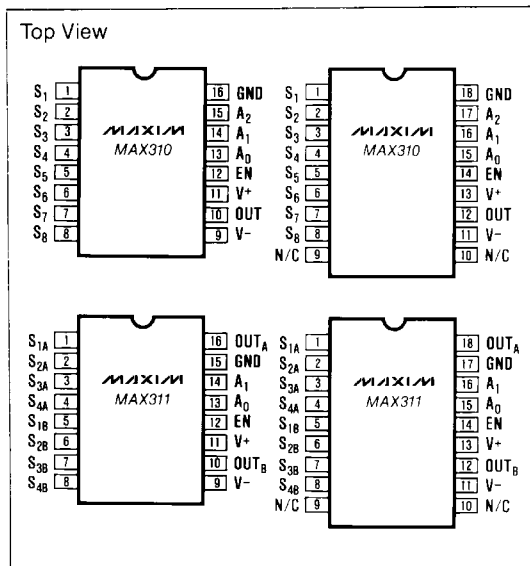 Top View
S1 1 16 GND
S2 2 15 A2
S3 3 14 A1
S4 4 13 A0
S5 5 12 EN
S6 6 11 V+
S7 7 10 OUT
S8 8 9 V−
MAXIM
MAX310
S1 1 18 GND
S2 2 17 A2
S3 3 16 A1
S4 4 15 A0
S5 5 14 EN
S6 6 13 V+
S7 7 12 OUT
S8 8 11 V−
N/C 9 10 N/C
MAXIM
MAX310
S1A 1 16 OUTA
S2A 2 15 GND
S3A 3 14 A1
S4A 4 13 A0
S1B 5 12 EN
S2B 6 11 V+
S3B 7 10 OUTB
S4B 8 9 V−
MAXIM
MAX311
S1A 1 18 OUTA
S2A 2 17 GND
S3A 3 16 A1
S4A 4 15 A0
S1B 5 14 EN
S2B 6 13 V+
S3B 7 12 OUTB
S4B 8 11 V−
N/C 9 10 N/C
MAXIM
MAX311